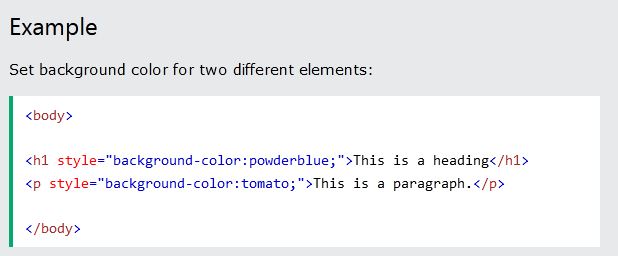 Example
Set background color for two different elements:
<body>
<h1 style="background-color:powderblue;">This is a heading</h1>
<p style="background-color:tomato;">This is a paragraph.</p>
</body>